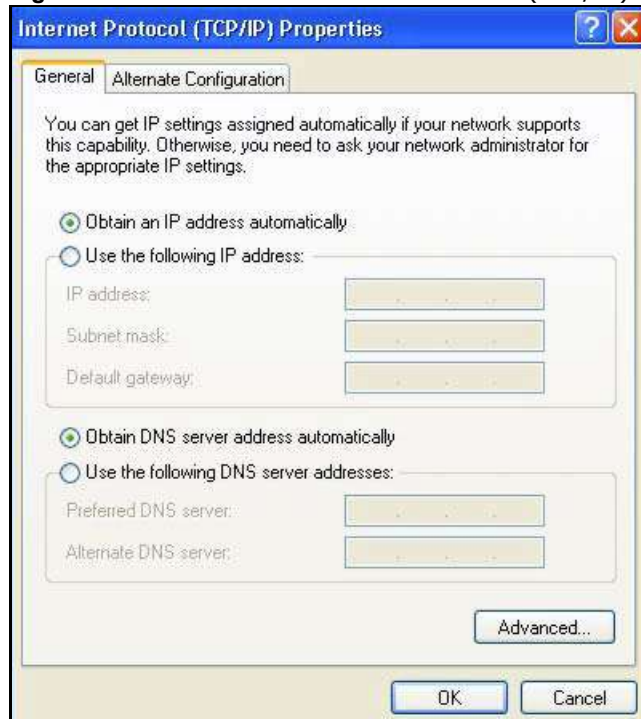 Internet Protocol (TCP/IP) Properties
General
Alternate Configuration
You can get IP settings assigned automatically if your network supports
this capability. Otherwise, you need to ask your network administrator for
the appropriate IP settings.
Obtain an IP address automatically
Use the following IP address:
IP address:
Subnet mask:
Default gateway:
Obtain DNS server address automatically
Use the following DNS server addresses:
Preferred DNS server:
Alternate DNS server:
Advanced...
OK
Cancel